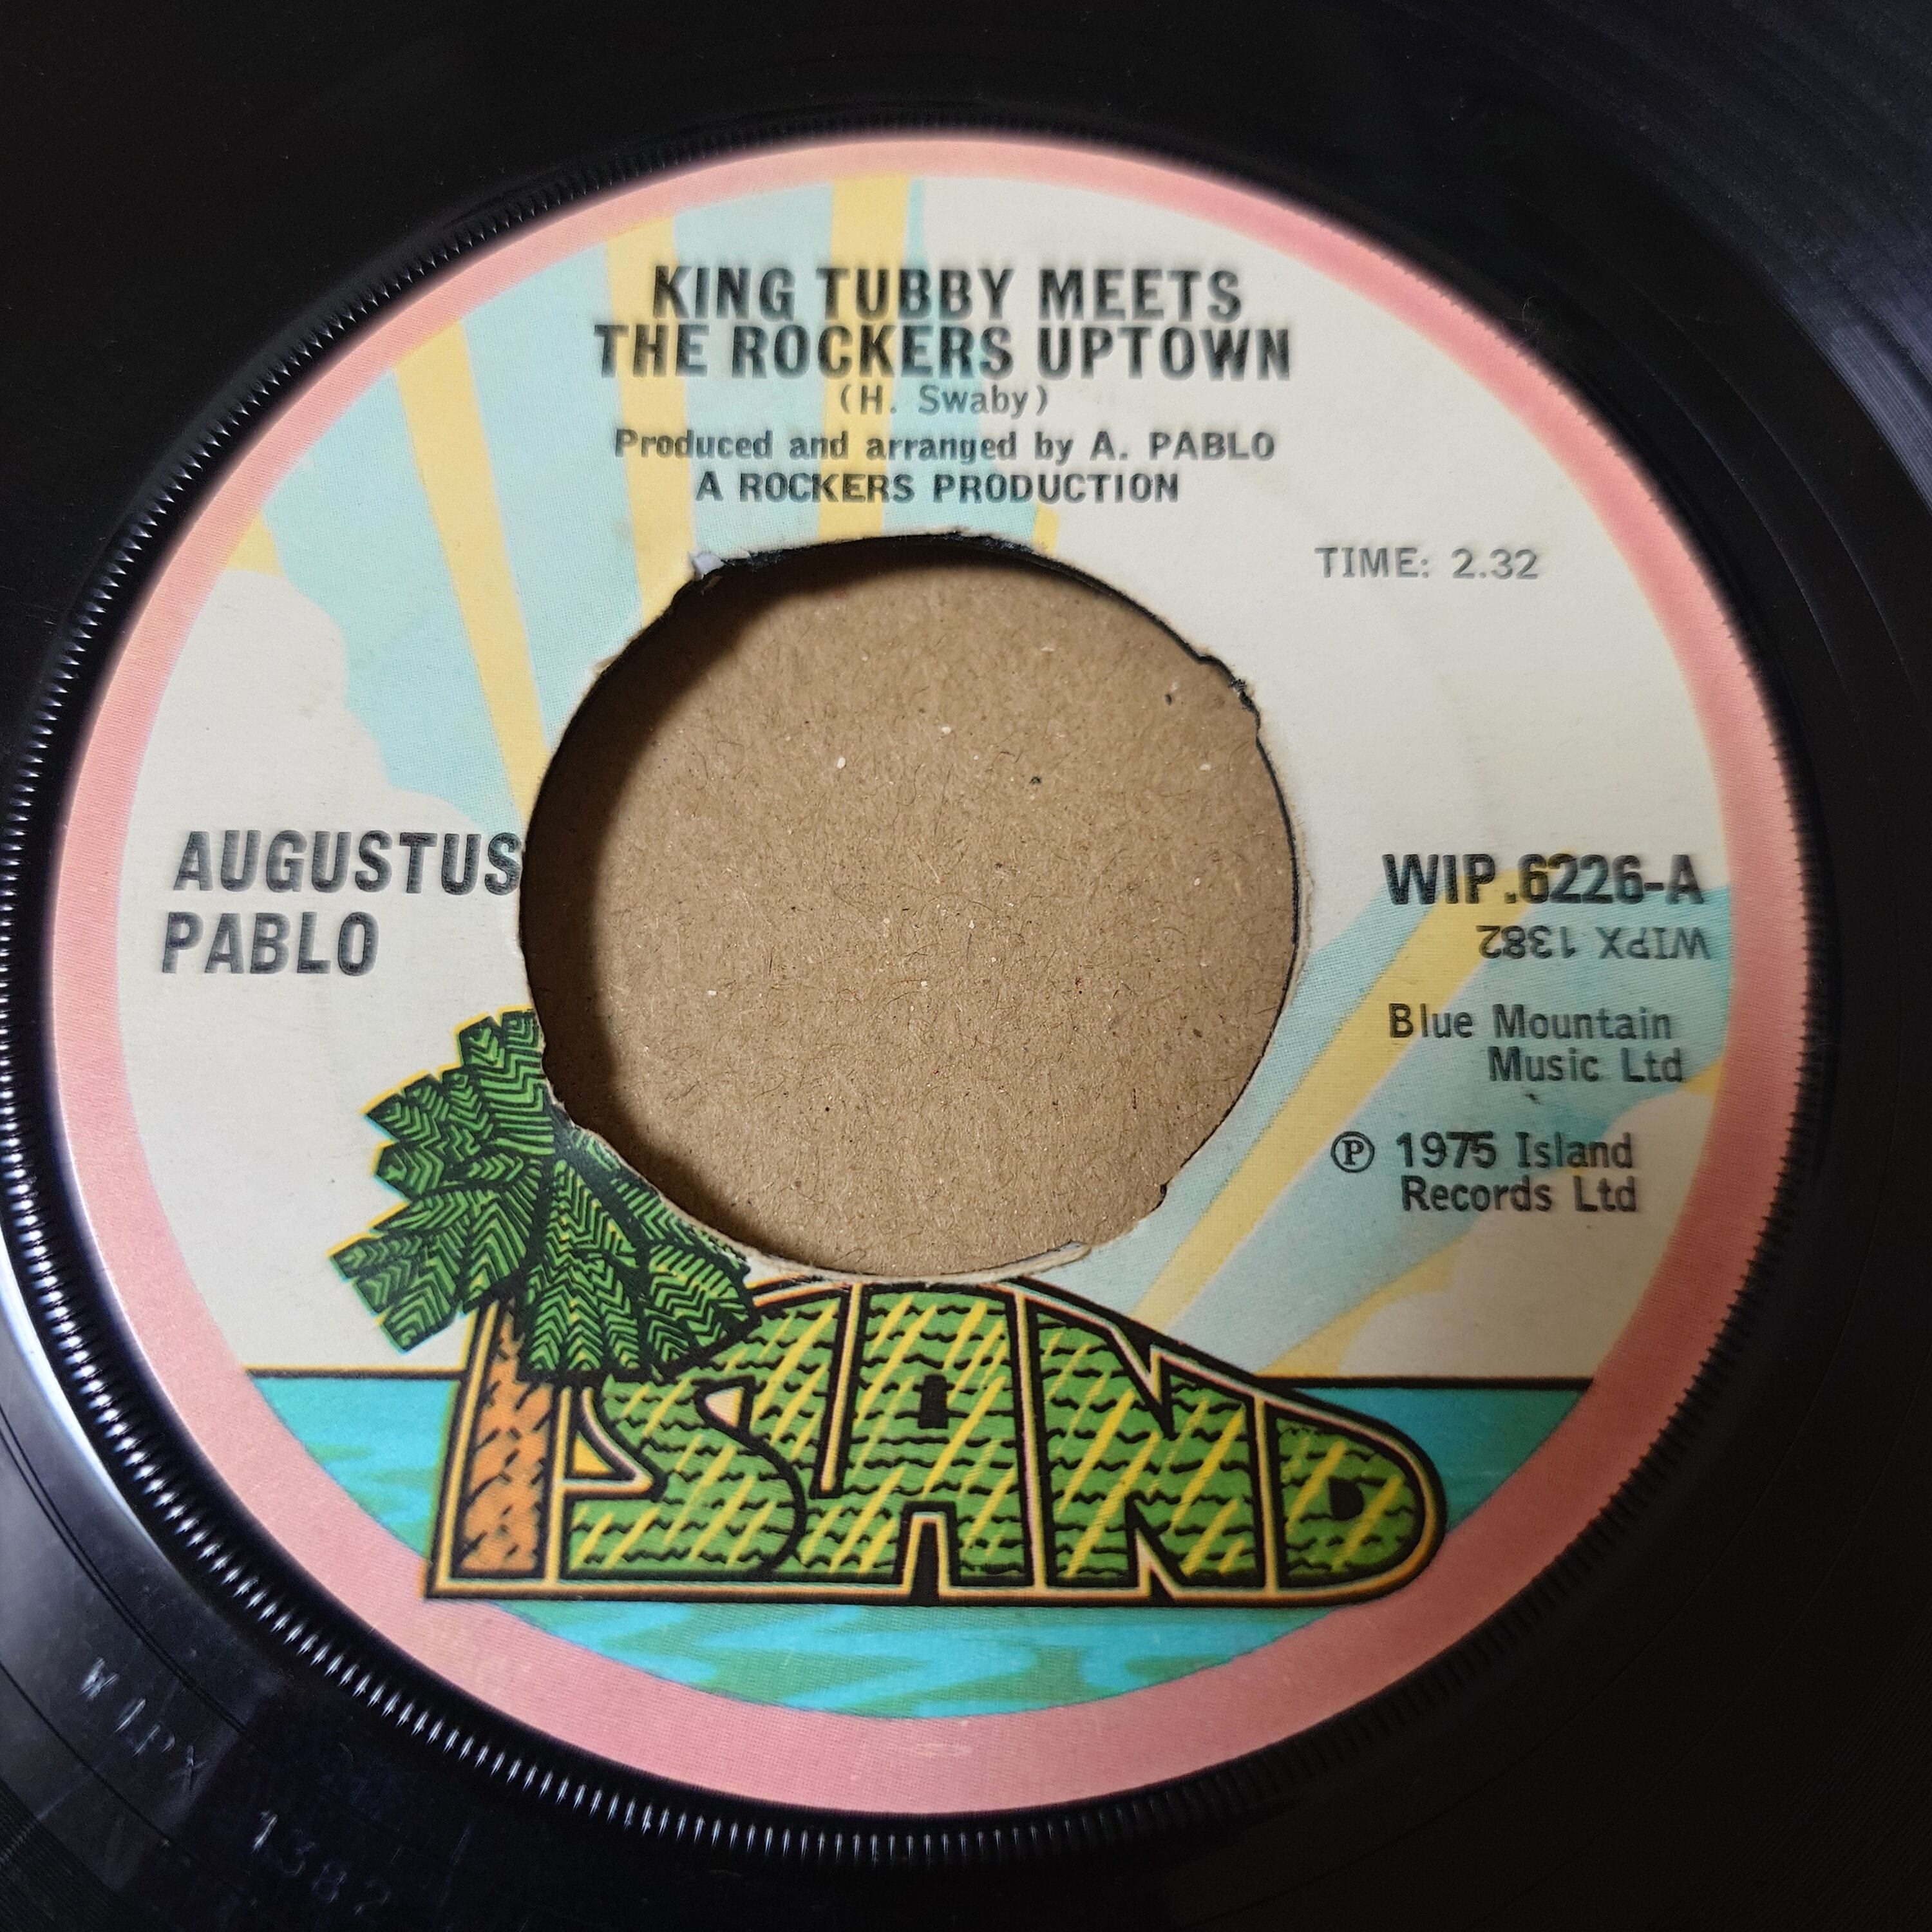 KING TUBBY MEETS
THE ROCKERS UPTOWN
(H. Swaby)
Produced and arranged by A. PABLO
A ROCKERS PRODUCTION
TIME: 2.32
AUGUSTUS
PABLO
WIP.6226-A
WIPX 1382
Blue Mountain
Music Ltd
℗ 1975 Island
Records Ltd
ISLAND
WIPX 1382